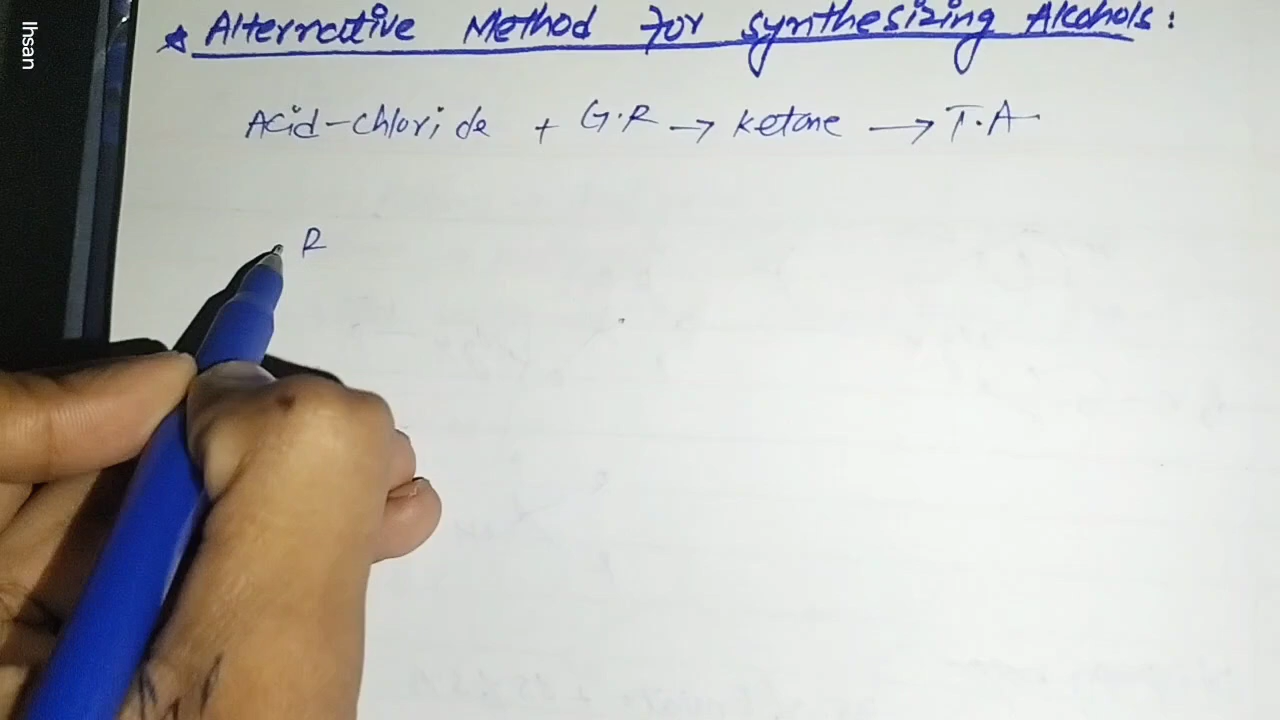 ★ Alternative Method for synthesizing Alcohols:
Acid-chloride + G.R → ketone → T.A
R
Ihsan